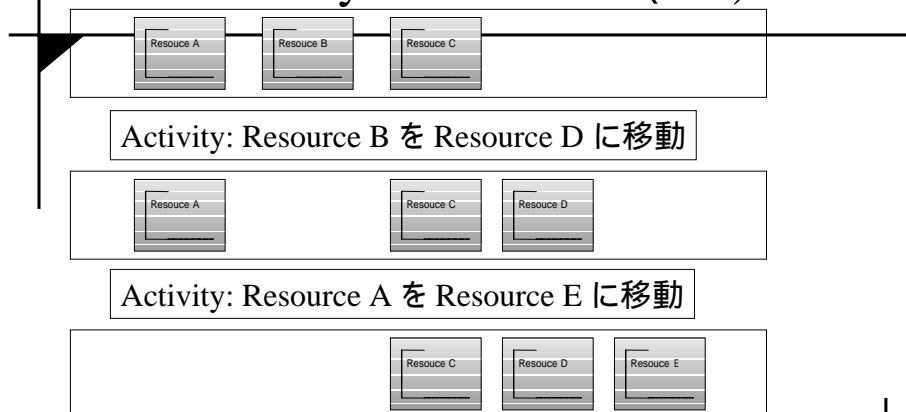 Resouce A Resouce B Resouce C
Activity: Resource B を Resource D に移動
Resouce A Resouce C Resouce D
Activity: Resource A を Resource E に移動
Resouce C Resouce D Resouce E